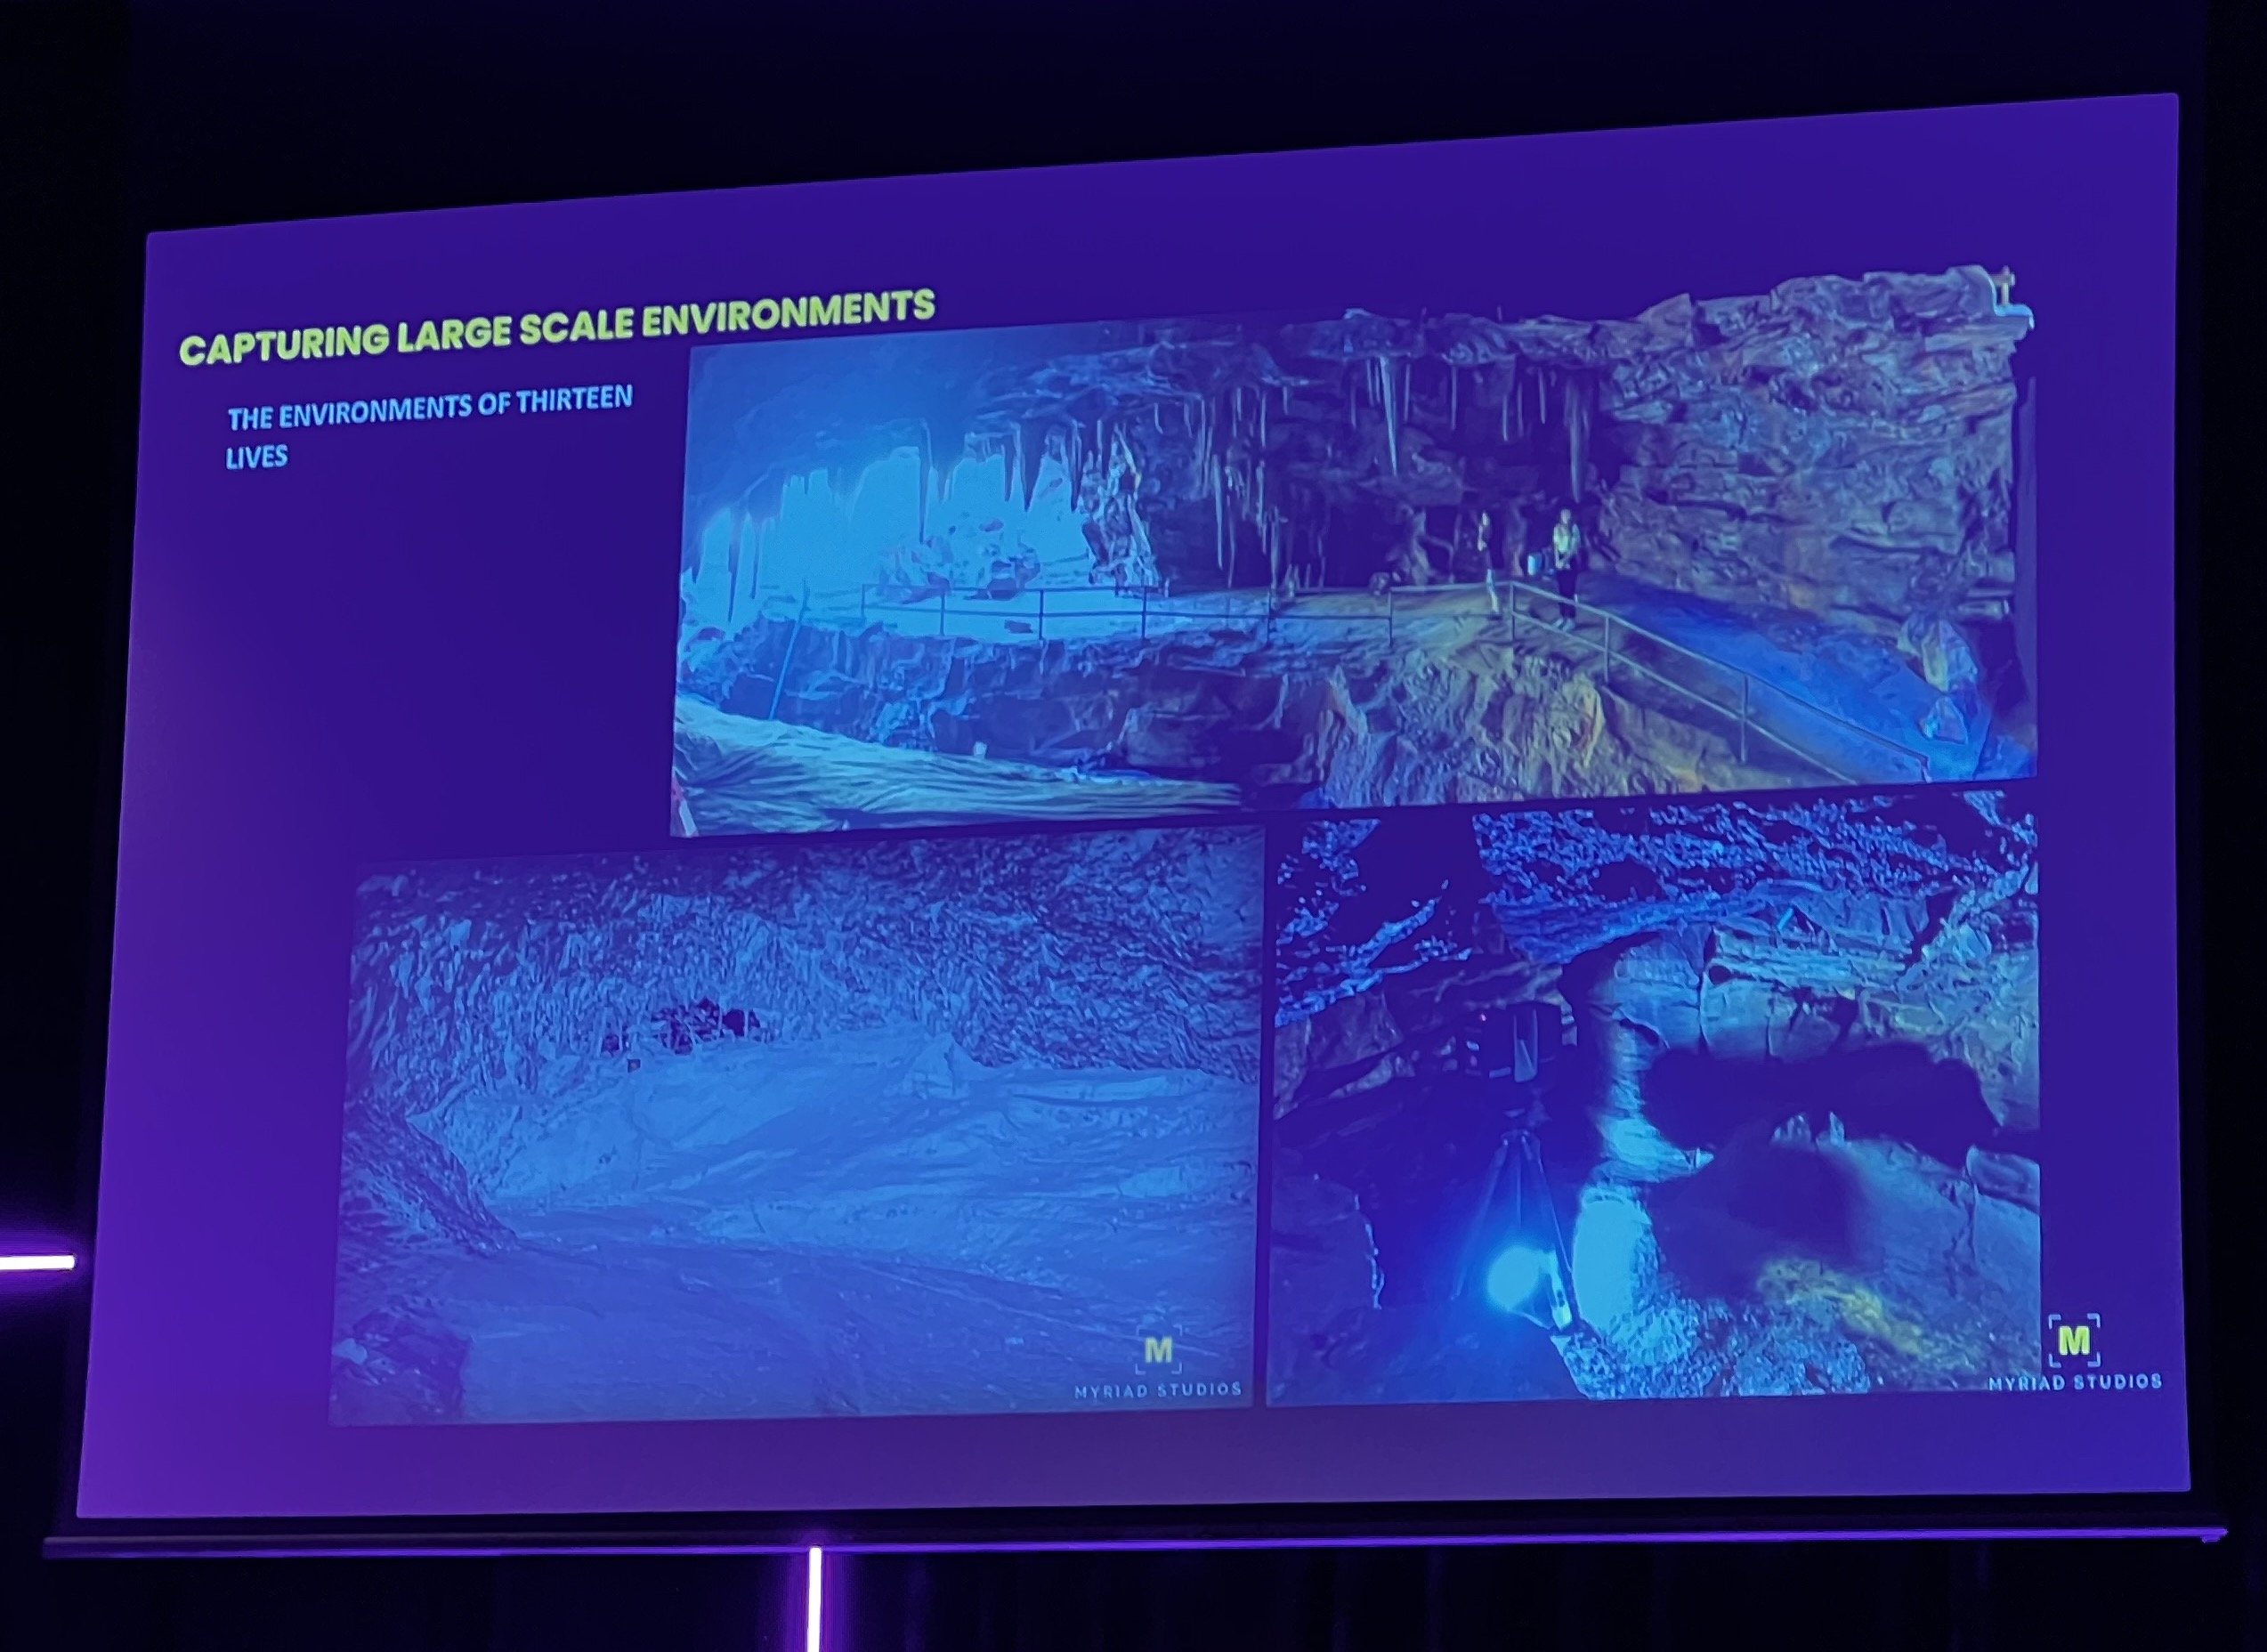 CAPTURING LARGE SCALE ENVIRONMENTS
THE ENVIRONMENTS OF THIRTEEN
LIVES
M
MYRIAD STUDIOS
M
MYRIAD STUDIOS